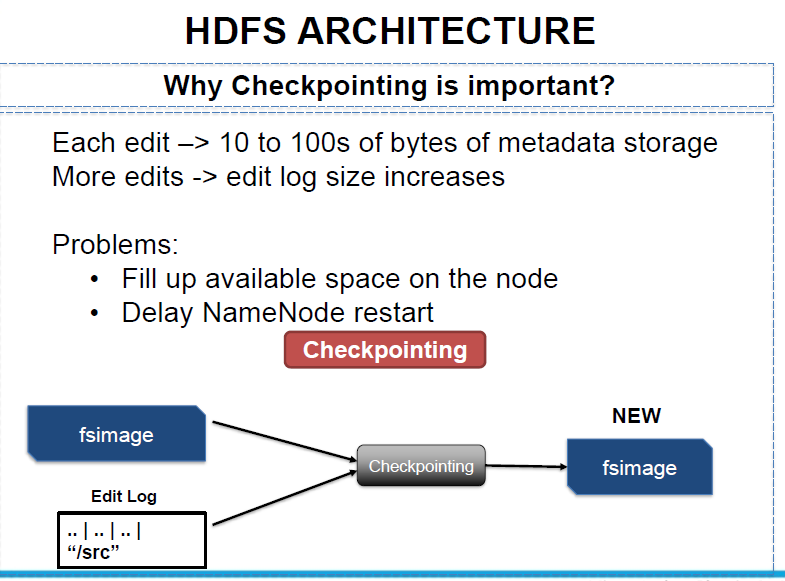 HDFS ARCHITECTURE
Why Checkpointing is important?
Each edit –> 10 to 100s of bytes of metadata storage
More edits -> edit log size increases
Problems:
• Fill up available space on the node
• Delay NameNode restart
Checkpointing
fsimage
Edit Log
.. | .. | .. |
“/src”
Checkpointing
NEW
fsimage